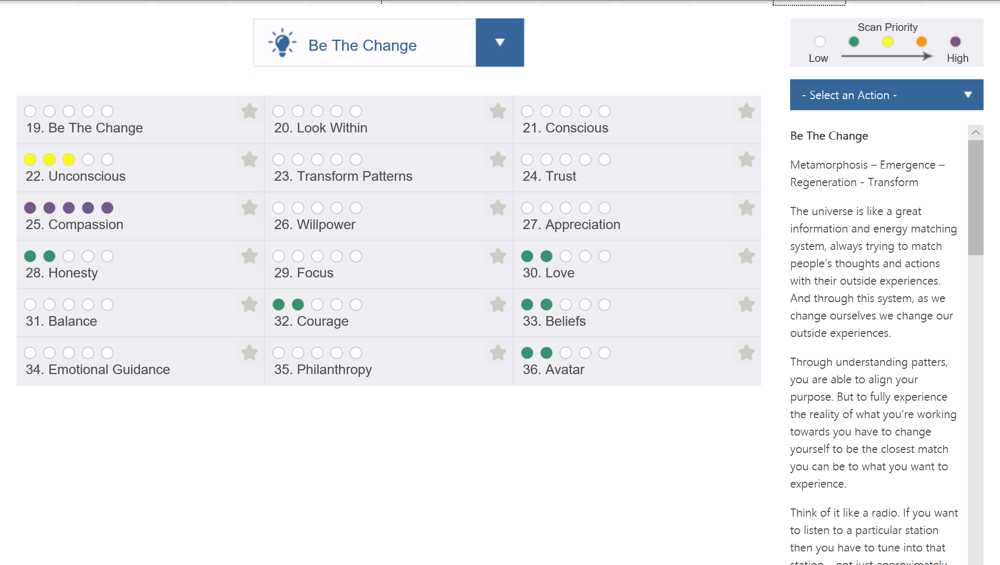 Be The Change
Scan Priority
Low
High
- Select an Action -
19. Be The Change
20. Look Within
21. Conscious
22. Unconscious
23. Transform Patterns
24. Trust
25. Compassion
26. Willpower
27. Appreciation
28. Honesty
29. Focus
30. Love
31. Balance
32. Courage
33. Beliefs
34. Emotional Guidance
35. Philanthropy
36. Avatar
Be The Change
Metamorphosis – Emergence –
Regeneration - Transform
The universe is like a great
information and energy matching
system, always trying to match
people’s thoughts and actions
with their outside experiences.
And through this system, as we
change ourselves we change our
outside experiences.
Through understanding patters,
you are able to align your
purpose. But to fully experience
the reality of what you’re working
towards you have to change
yourself to be the closest match
you can be to what you want to
experience.
Think of it like a radio. If you want
to listen to a particular station
then you have to tune into that
station – not just approximately